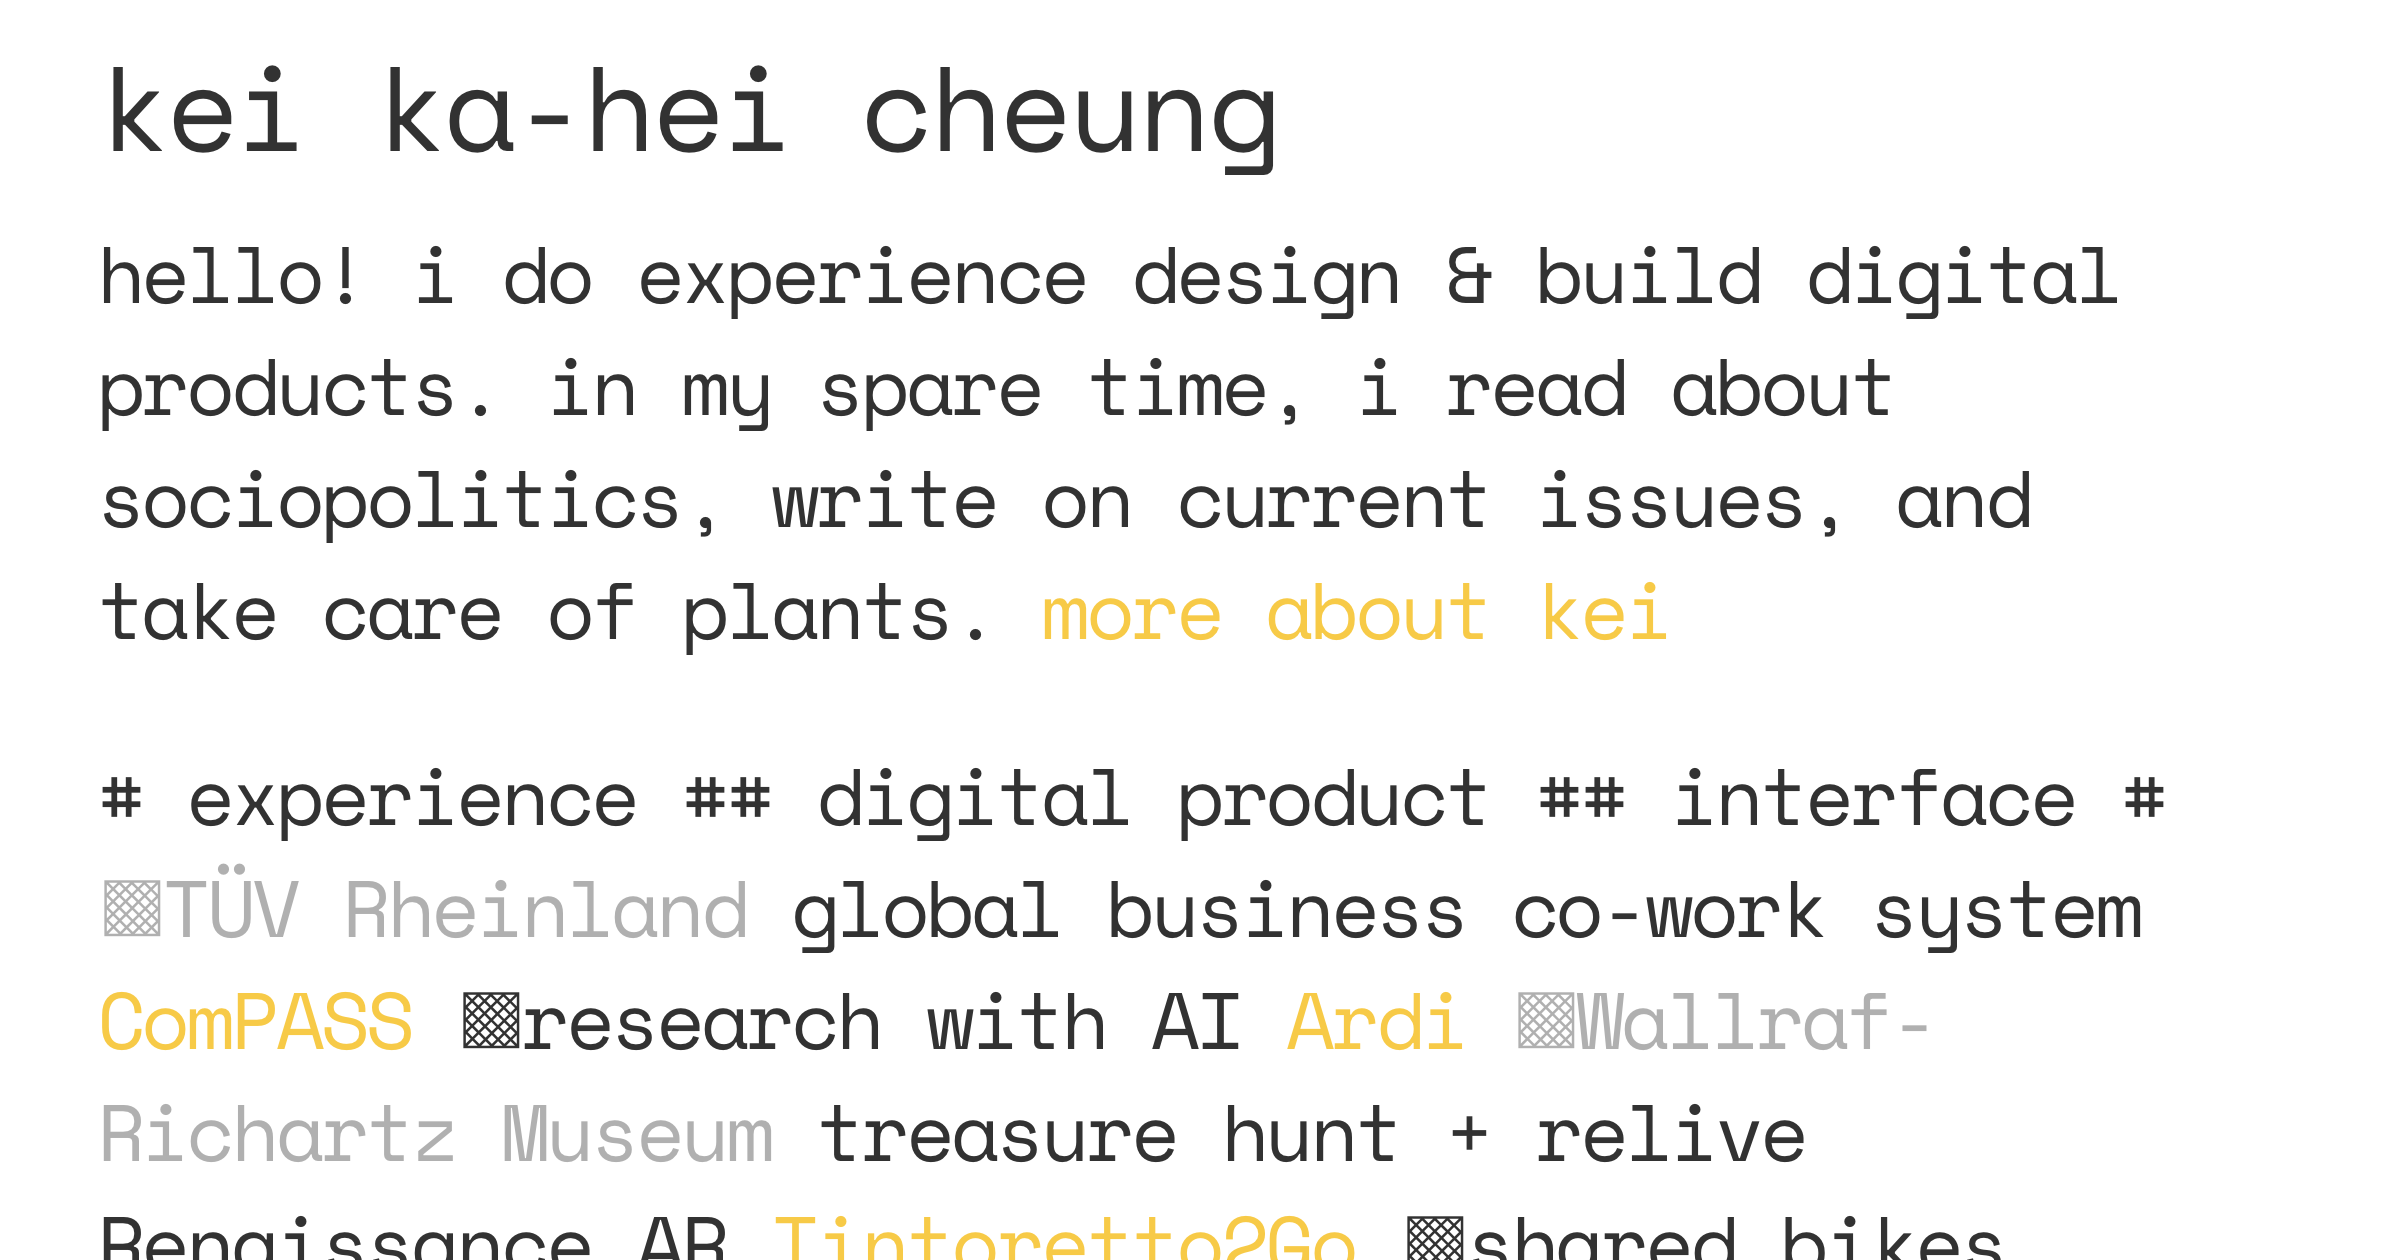 kei ka-hei cheung
hello! i do experience design & build digital
products. in my spare time, i read about
sociopolitics, write on current issues, and
take care of plants. more about kei
# experience ## digital product ## interface #
▩TÜV Rheinland global business co-work system
ComPASS ▩research with AI Ardi ▩Wallraf-
Richartz Museum treasure hunt + relive
Renaissance AR Tintoretto2Go ▩shared bikes